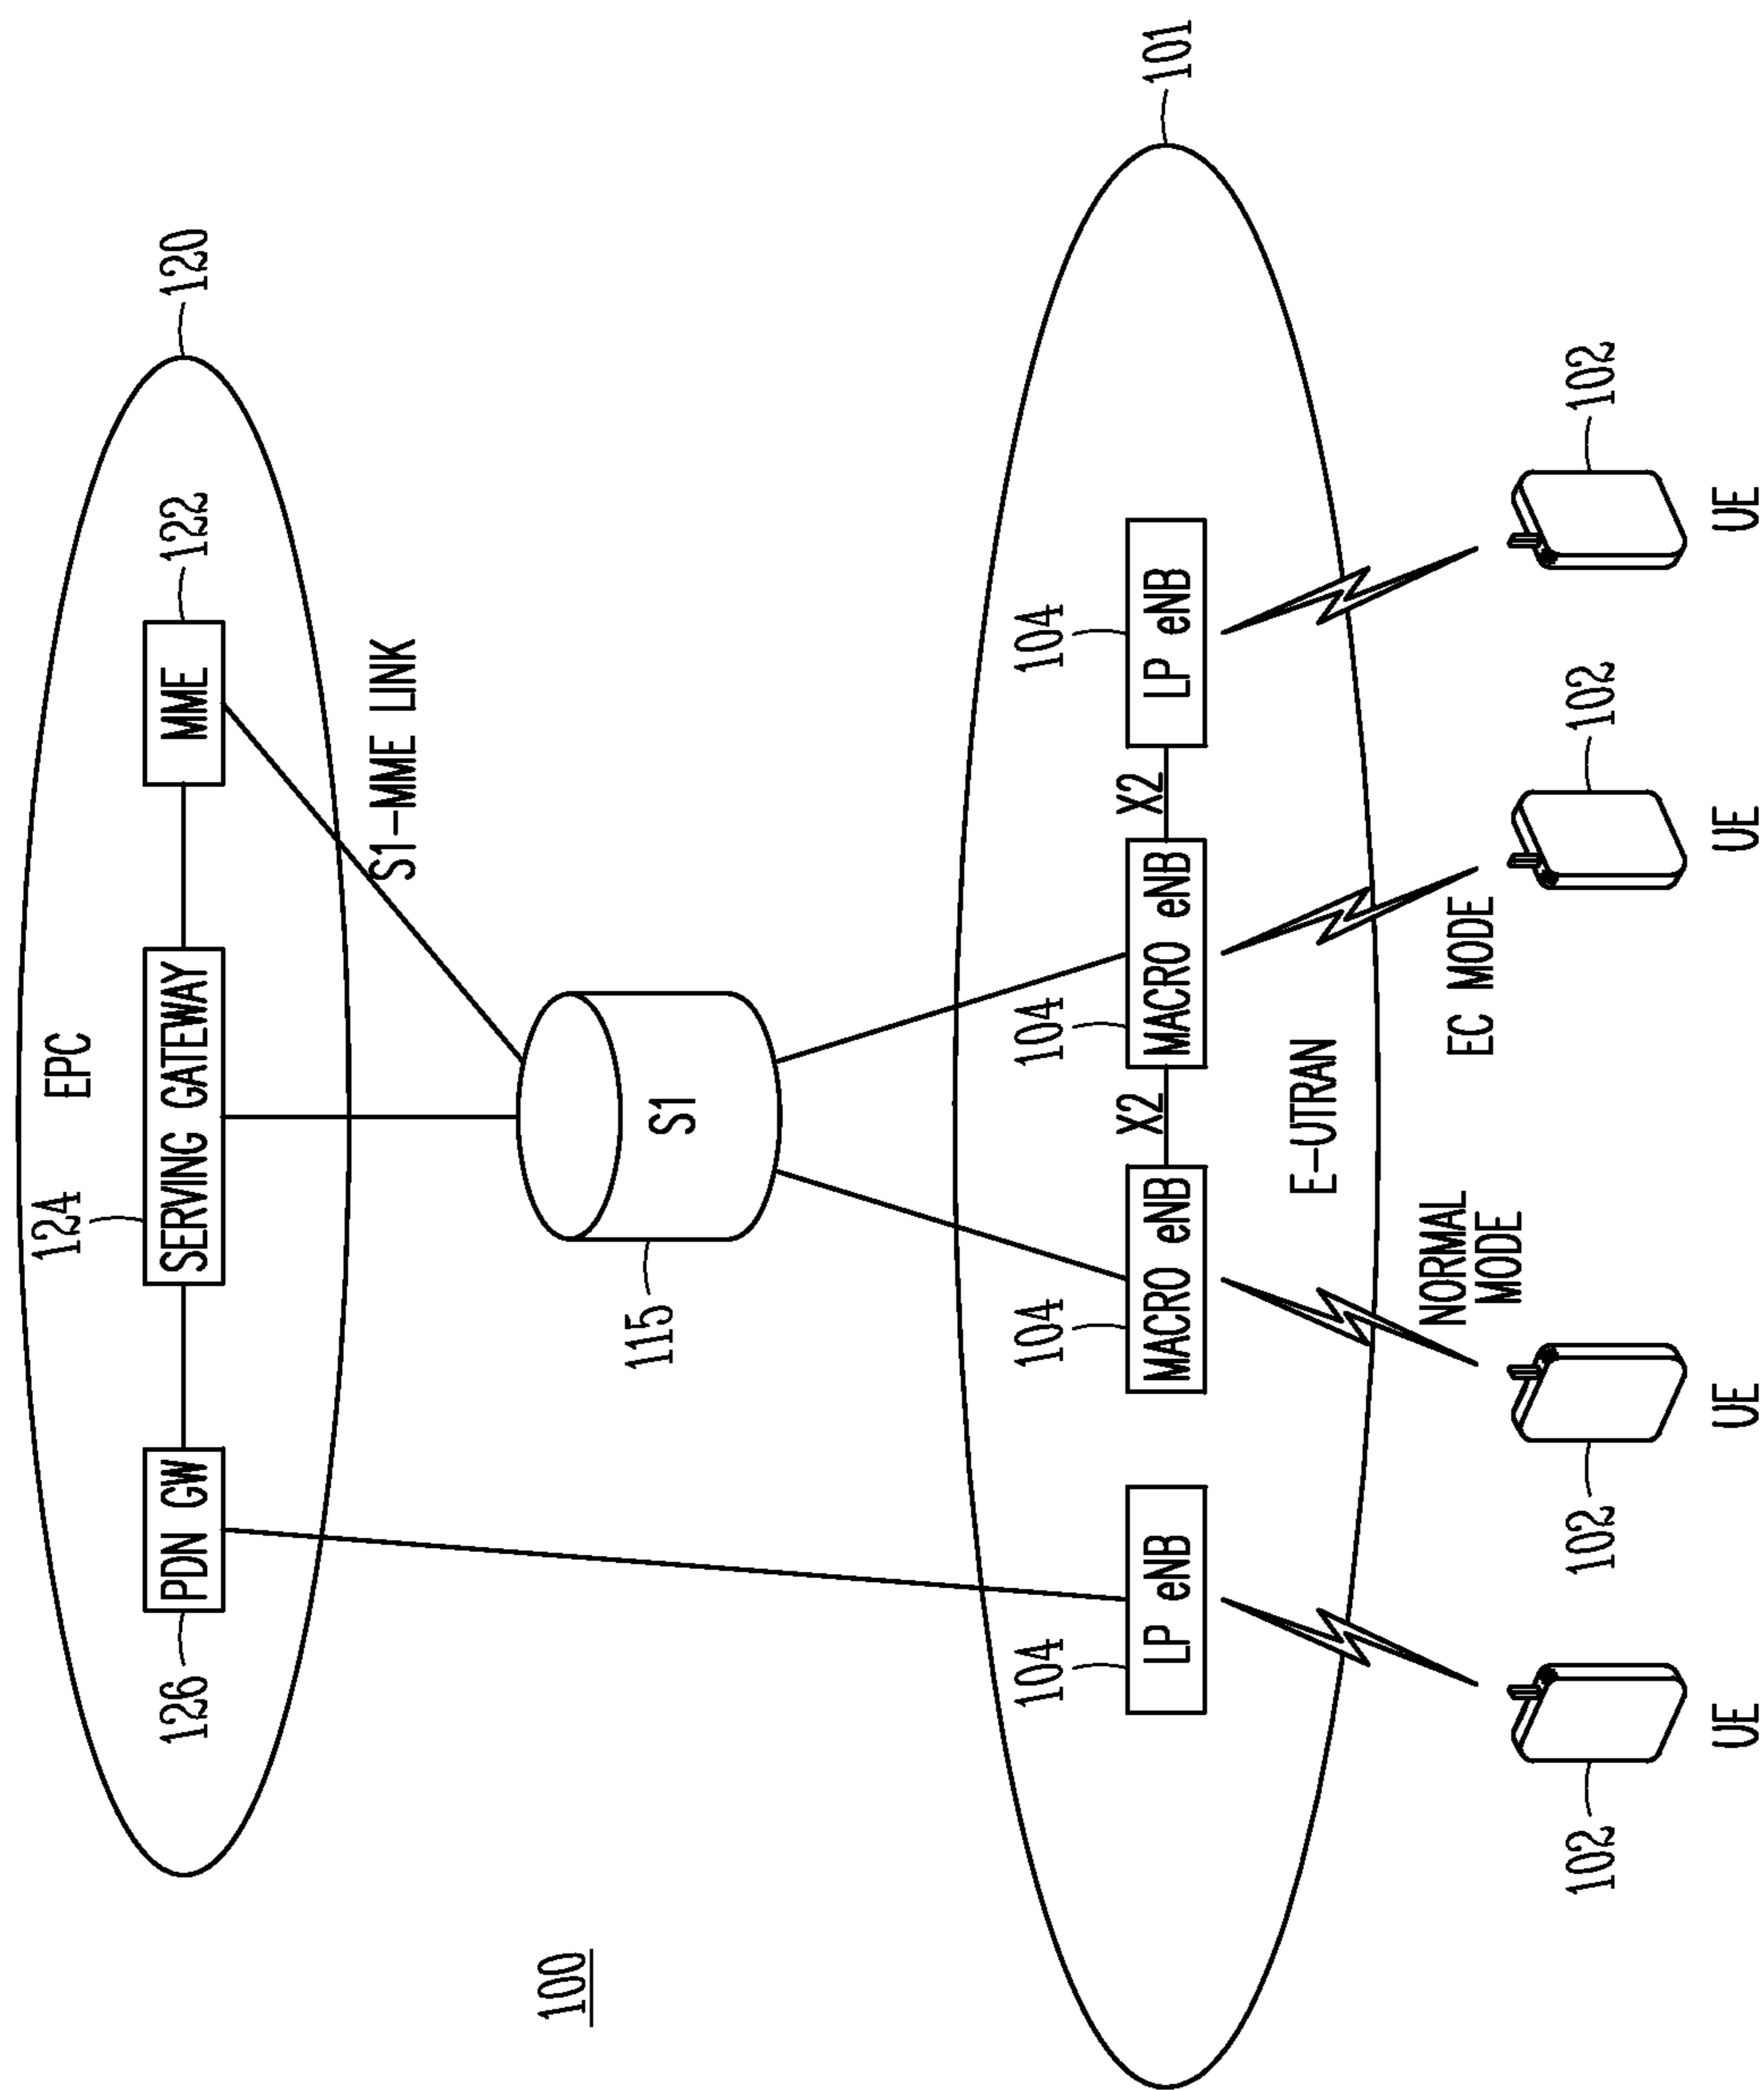 100
EPC
120
126
124
122
PDN GW
SERVING GATEWAY
MME
S1-MME LINK
115
S1
101
104
104
104
104
LP eNB
MACRO eNB
X2
MACRO eNB
X2
LP eNB
E-UTRAN
NORMAL
MODE
EC MODE
102
102
102
102
UE
UE
UE
UE